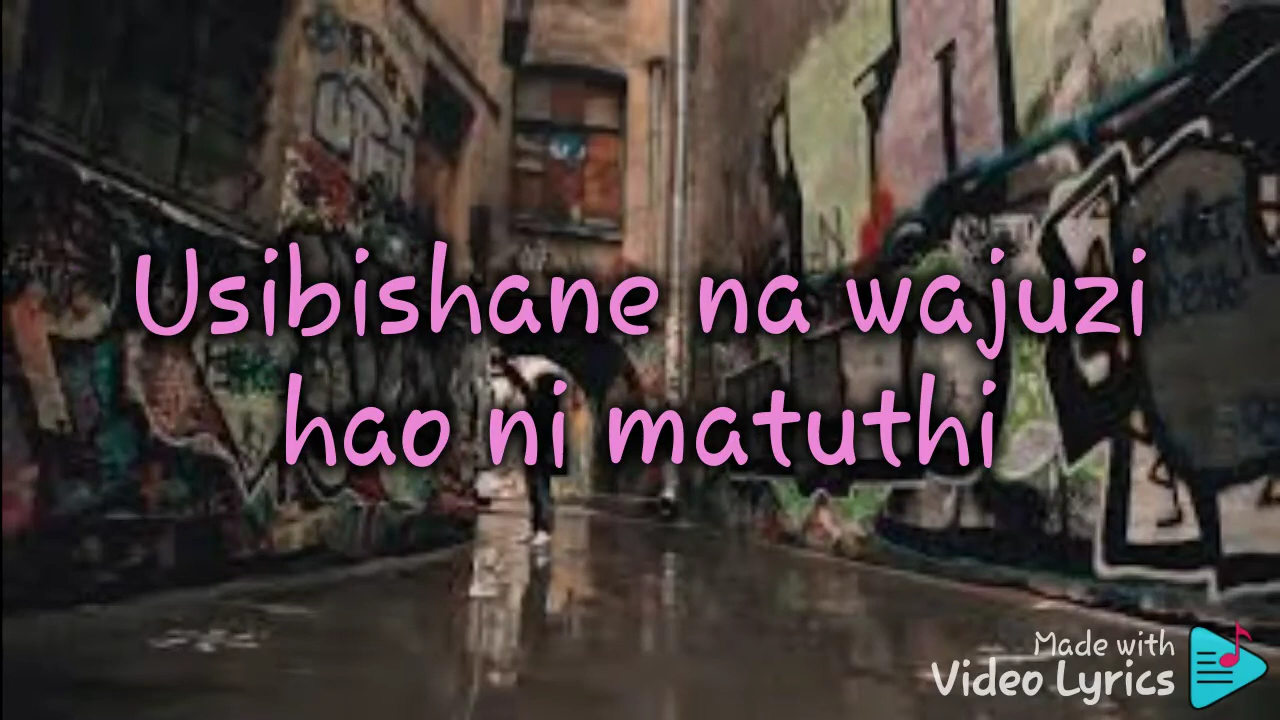 Usibishane na wajuzi
hao ni matuthi
Made with
Video Lyrics